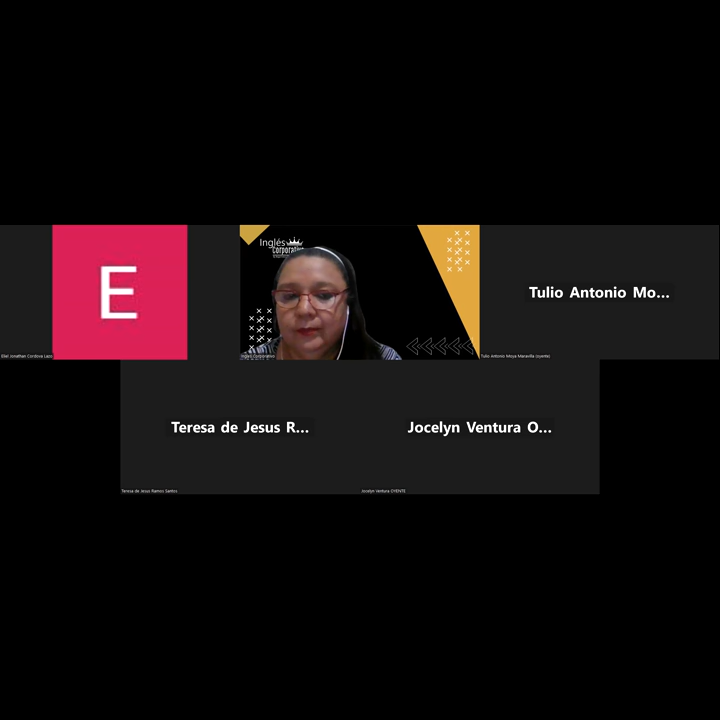 E
Inglés
corporativo
Tulio Antonio Mo...
Eliel Jonathan Cordova Lazo
Inglés Corporativo
Tulio Antonio Moya Maravilla (oyente)
Teresa de Jesus R...
Jocelyn Ventura O...
Teresa de Jesus Ramos Santos
Jocelyn Ventura OYENTE